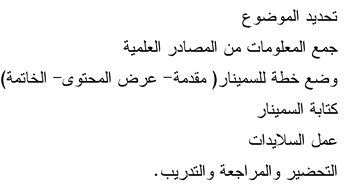 تحديد الموضوع
جمع المعلومات من المصادر العلمية
وضع خطة للسمينار( مقدمة- عرض المحتوى- الخاتمة)
كتابة السمينار
عمل السلايدات
التحضير والمراجعة والتدريب.